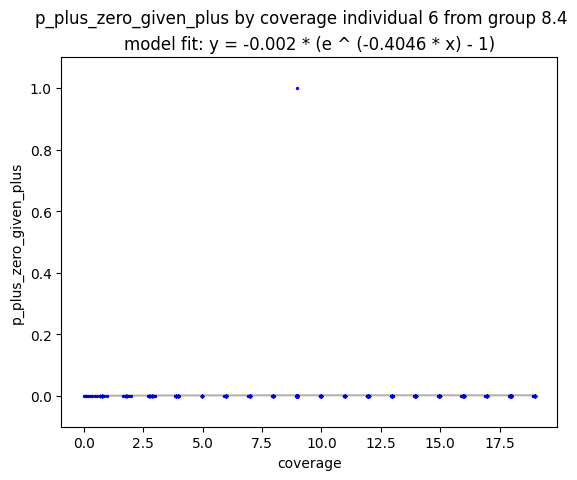 p_plus_zero_given_plus by coverage individual 6 from group 8.4
model fit: y = -0.002 * (e ^ (-0.4046 * x) - 1)
1.0
0.8
0.6
0.4
0.2
0.0
p_plus_zero_given_plus
0.0 2.5 5.0 7.5 10.0 12.5 15.0 17.5
coverage